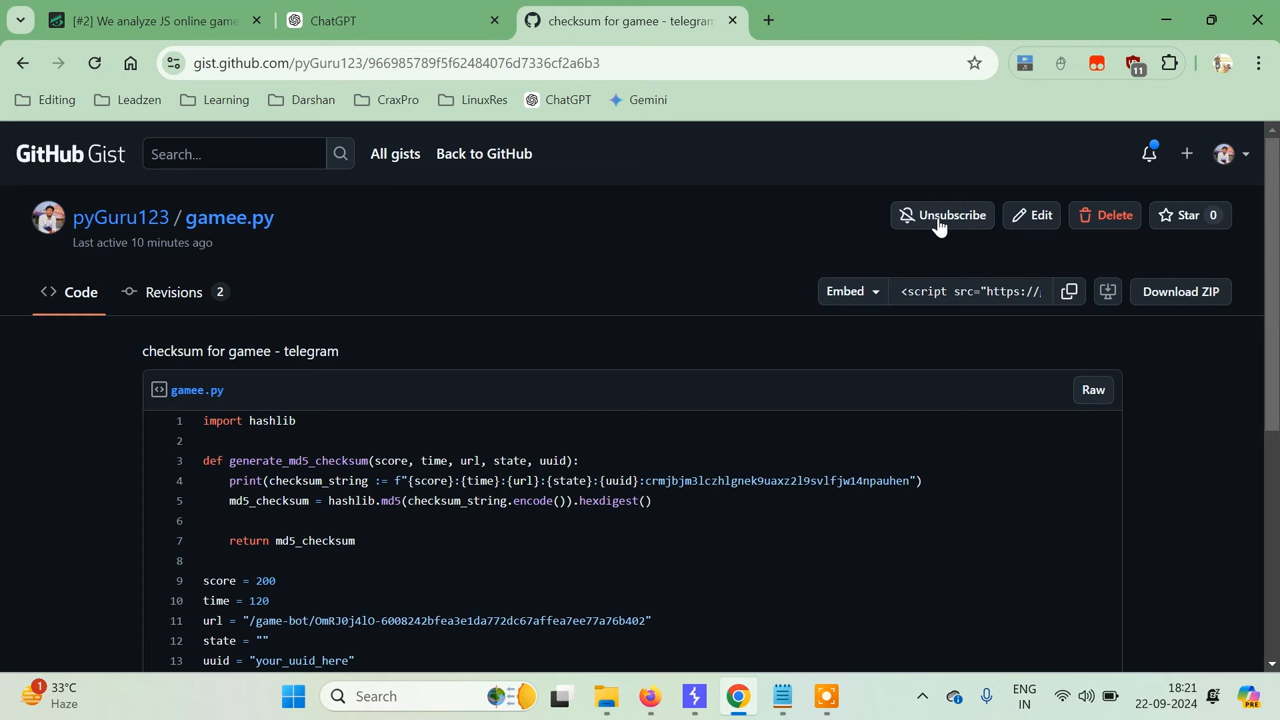 [#2] We analyze JS online game
ChatGPT
checksum for gamee - telegram
gist.github.com/pyGuru123/966985789f5f62484076d7336cf2a6b3
11
Editing
Leadzen
Learning
Darshan
CraxPro
LinuxRes
ChatGPT
Gemini
GitHub Gist
Search...
All gists
Back to GitHub
pyGuru123 / gamee.py
Last active 10 minutes ago
Unsubscribe
Edit
Delete
Star 0
<> Code
Revisions 2
Embed
<script src="https://
Download ZIP
checksum for gamee - telegram
gamee.py
Raw
1 import hashlib
2
3 def generate_md5_checksum(score, time, url, state, uuid):
4 print(checksum_string := f"{score}:{time}:{url}:{state}:{uuid}:crmjbjm3lczhlgnek9uaxz2l9svlfjw14npauhen")
5 md5_checksum = hashlib.md5(checksum_string.encode()).hexdigest()
6
7 return md5_checksum
8
9 score = 200
10 time = 120
11 url = "/game-bot/OmRJ0j4lO-6008242bfea3e1da772dc67affea7ee77a76b402"
12 state = ""
13 uuid = "your_uuid_here"
1
33°C
Haze
Search
ENG
IN
18:21
22-09-2024
PRE